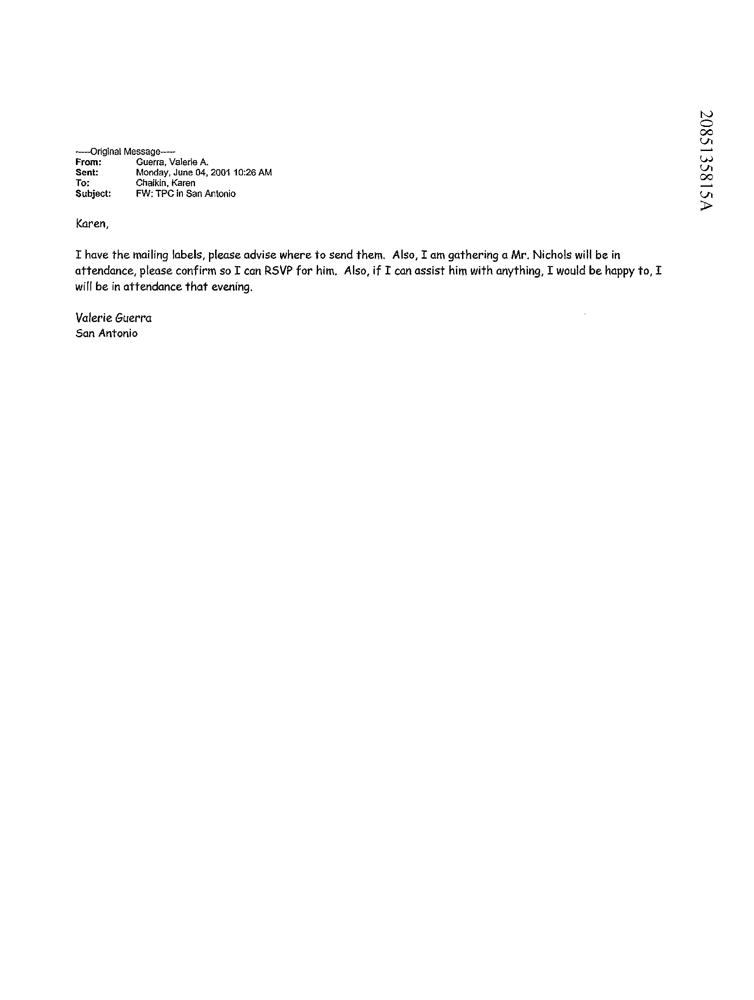 2085135815A
-----Original Message-----
From: Guerra, Valerie A.
Sent: Monday, June 04, 2001 10:26 AM
To: Chaikin, Karen
Subject: FW: TPC in San Antonio
Karen,
I have the mailing labels, please advise where to send them.  Also, I am gathering a Mr. Nichols will be in
attendance, please confirm so I can RSVP for him.  Also, if I can assist him with anything, I would be happy to, I
will be in attendance that evening.
Valerie Guerra
San Antonio